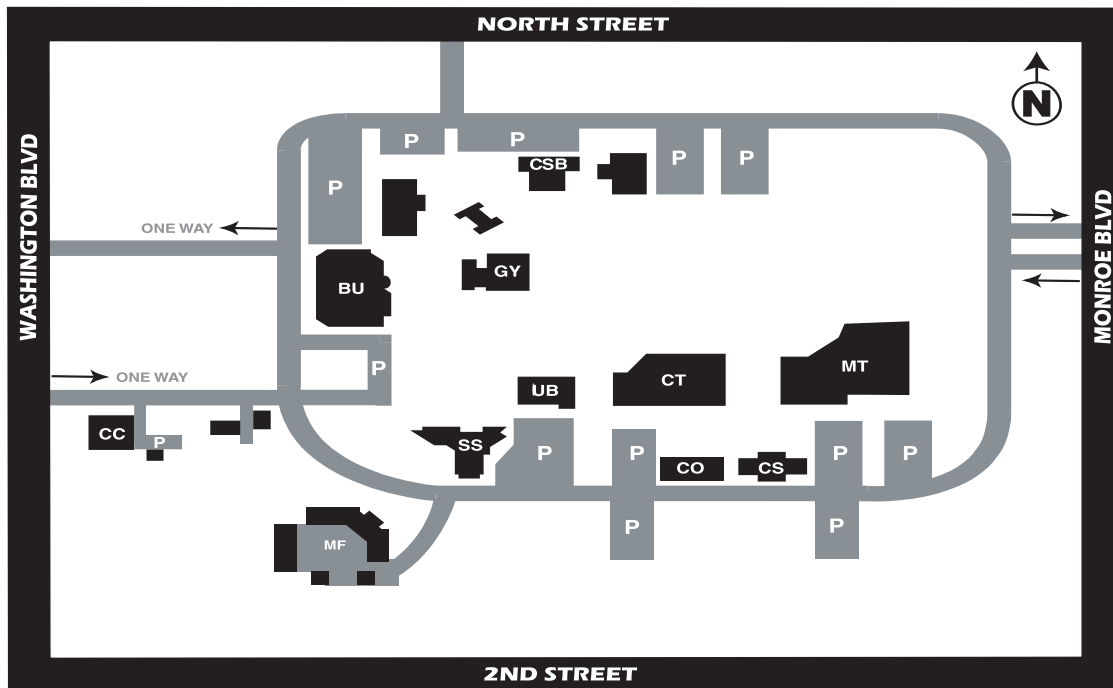 NORTH STREET
N
WASHINGTON BLVD
MONROE BLVD
P
P
CSB
P
P
P
ONE WAY
GY
BU
MT
P
CT
ONE WAY
UB
CC
P
SS
P
P
CO
CS
P
P
P
P
MF
2ND STREET